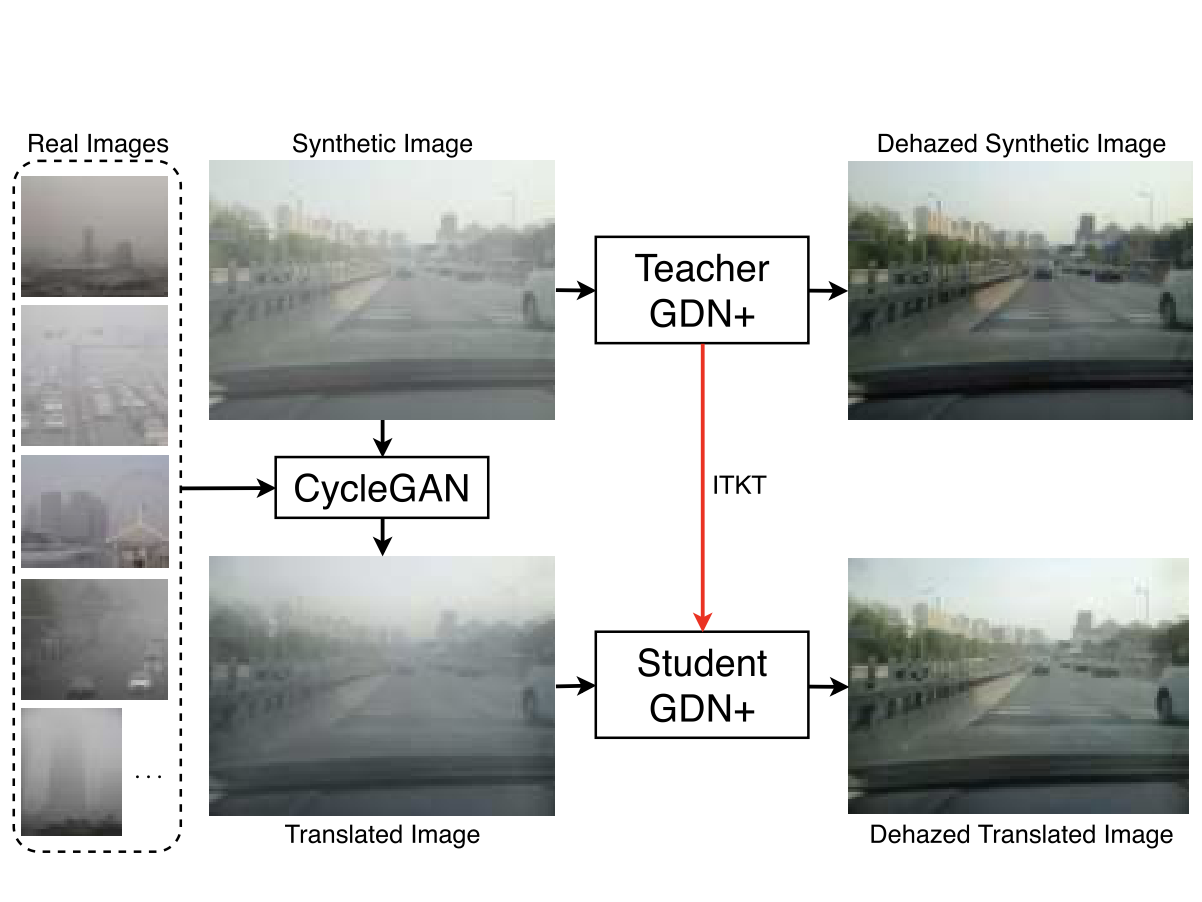 Real Images
Synthetic Image
Dehazed Synthetic Image
Teacher
GDN+
CycleGAN
ITKT
Student
GDN+
. . .
Translated Image
Dehazed Translated Image